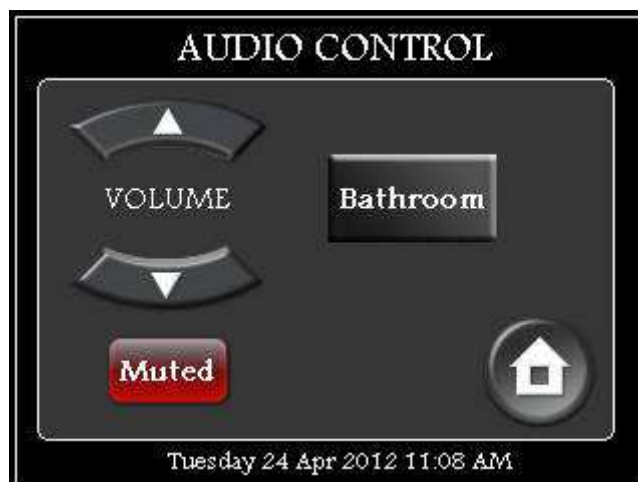 AUDIO CONTROL
VOLUME
Bathroom
Muted
Tuesday 24 Apr 2012 11:08 AM